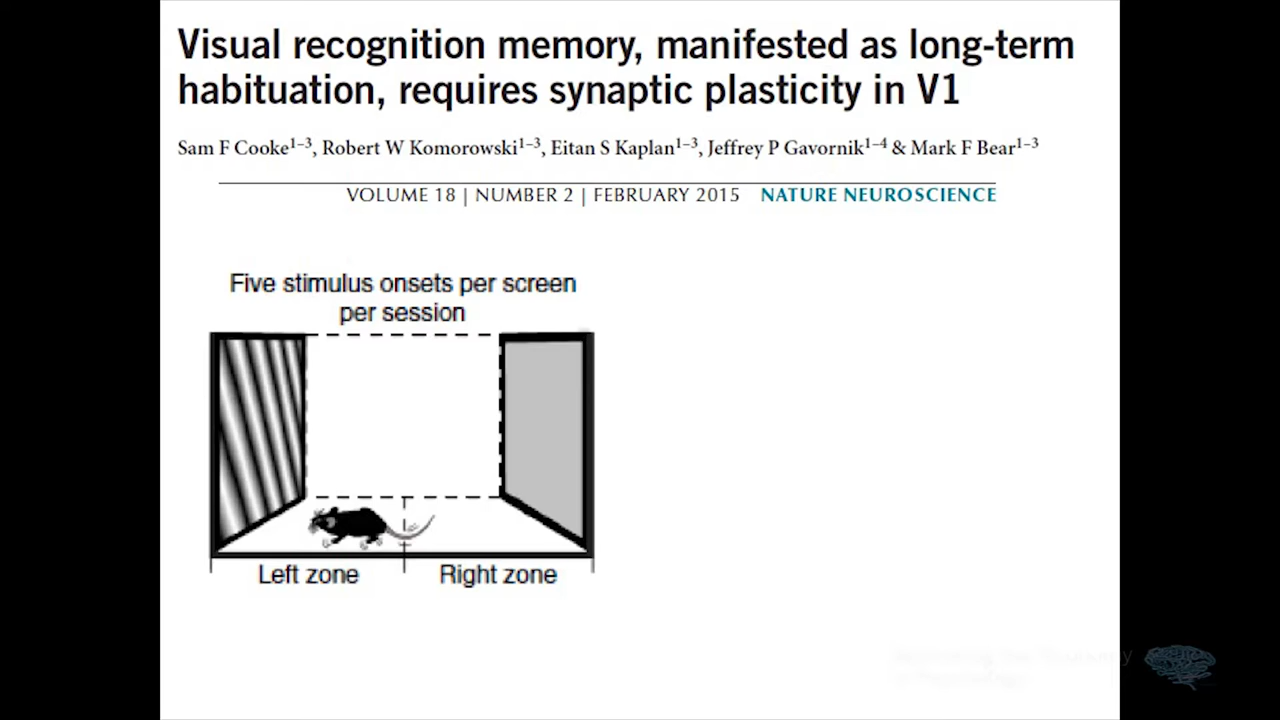 Visual recognition memory, manifested as long-term
habituation, requires synaptic plasticity in V1
Sam F Cooke1–3, Robert W Komorowski1–3, Eitan S Kaplan1–3, Jeffrey P Gavornik1–4 & Mark F Bear1–3
VOLUME 18 | NUMBER 2 | FEBRUARY 2015 NATURE NEUROSCIENCE
Five stimulus onsets per screen
per session
Left zone
Right zone